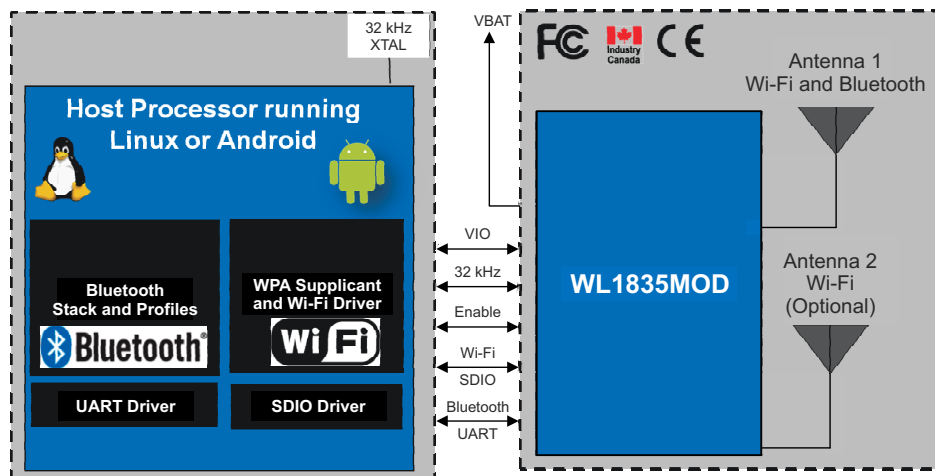 32 kHz
XTAL
Host Processor running
Linux or Android
Bluetooth
Stack and Profiles
Bluetooth®
WPA Supplicant
and Wi-Fi Driver
Wi Fi
UART Driver
SDIO Driver
VBAT
VIO
32 kHz
Enable
Wi-Fi
SDIO
Bluetooth
UART
FC
Industry
Canada
CE
WL1835MOD
Antenna 1
Wi-Fi and Bluetooth
Antenna 2
Wi-Fi
(Optional)